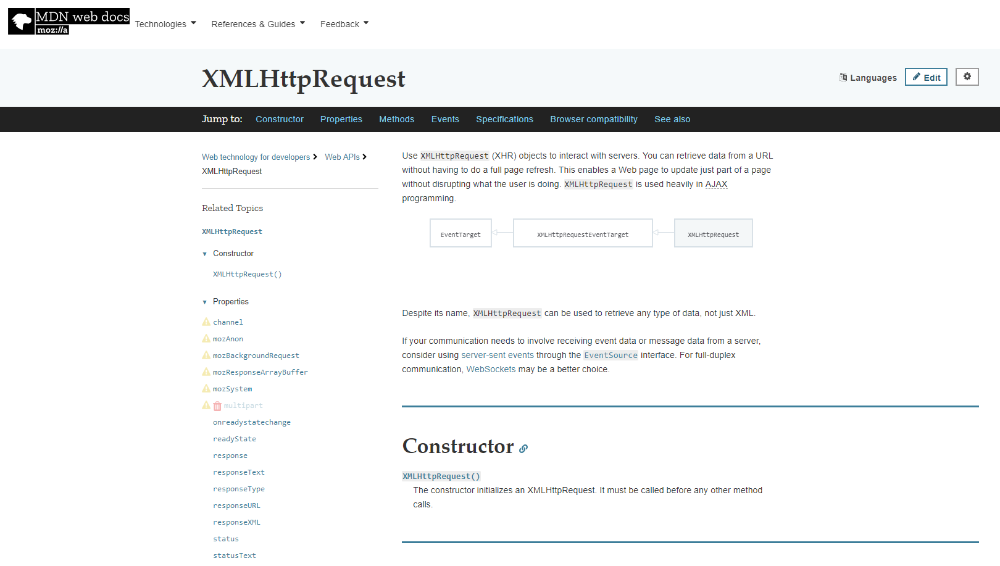 MDN web docs
moz://a
Technologies
References & Guides
Feedback
XMLHttpRequest
Languages
Edit
Jump to:
Constructor
Properties
Methods
Events
Specifications
Browser compatibility
See also
Web technology for developers
Web APIs
XMLHttpRequest
Related Topics
XMLHttpRequest
Constructor
XMLHttpRequest()
Properties
channel
mozAnon
mozBackgroundRequest
mozResponseArrayBuffer
mozSystem
multipart
onreadystatechange
readyState
response
responseText
responseType
responseURL
responseXML
status
statusText
Use XMLHttpRequest (XHR) objects to interact with servers. You can retrieve data from a URL
without having to do a full page refresh. This enables a Web page to update just part of a page
without disrupting what the user is doing. XMLHttpRequest is used heavily in AJAX
programming.
EventTarget
XMLHttpRequestEventTarget
XMLHttpRequest
Despite its name, XMLHttpRequest can be used to retrieve any type of data, not just XML.
If your communication needs to involve receiving event data or message data from a server,
consider using server-sent events through the EventSource interface. For full-duplex
communication, WebSockets may be a better choice.
Constructor
XMLHttpRequest()
The constructor initializes an XMLHttpRequest. It must be called before any other method
calls.